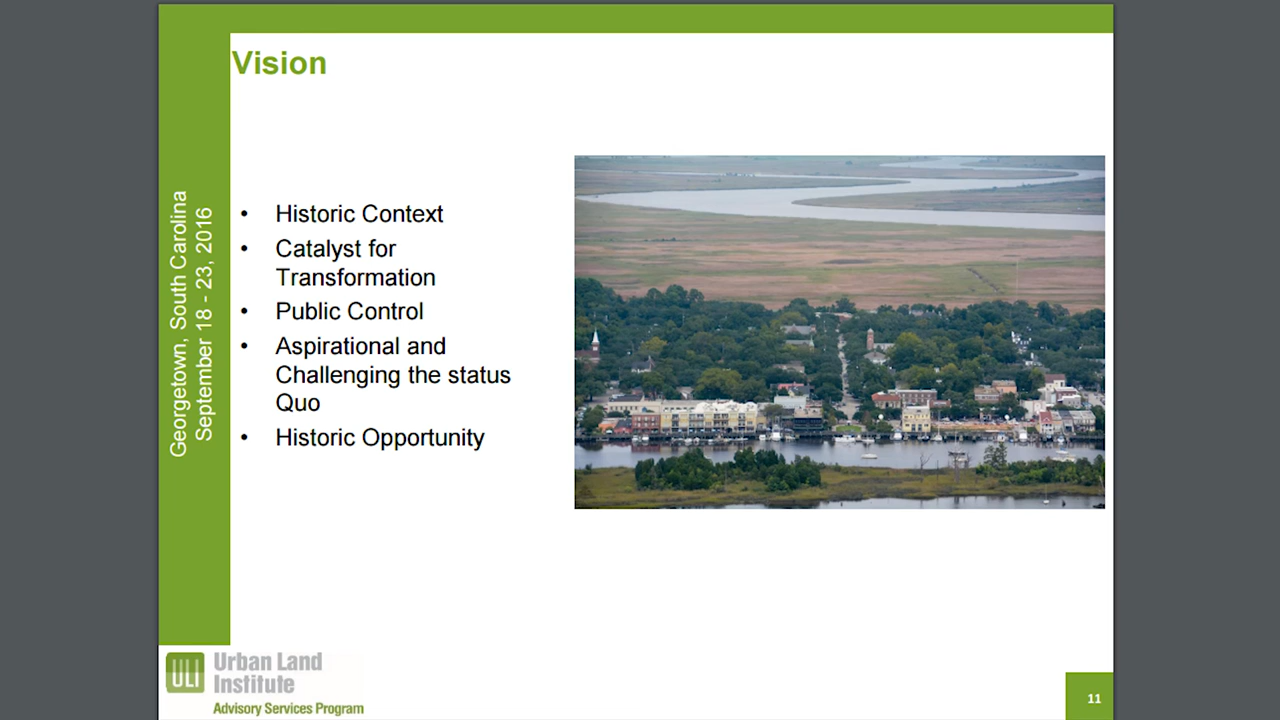 Vision
Georgetown, South Carolina
September 18 - 23, 2016
• Historic Context
• Catalyst for
Transformation
• Public Control
• Aspirational and
Challenging the status
Quo
• Historic Opportunity
ULI
Urban Land
Institute
Advisory Services Program
11